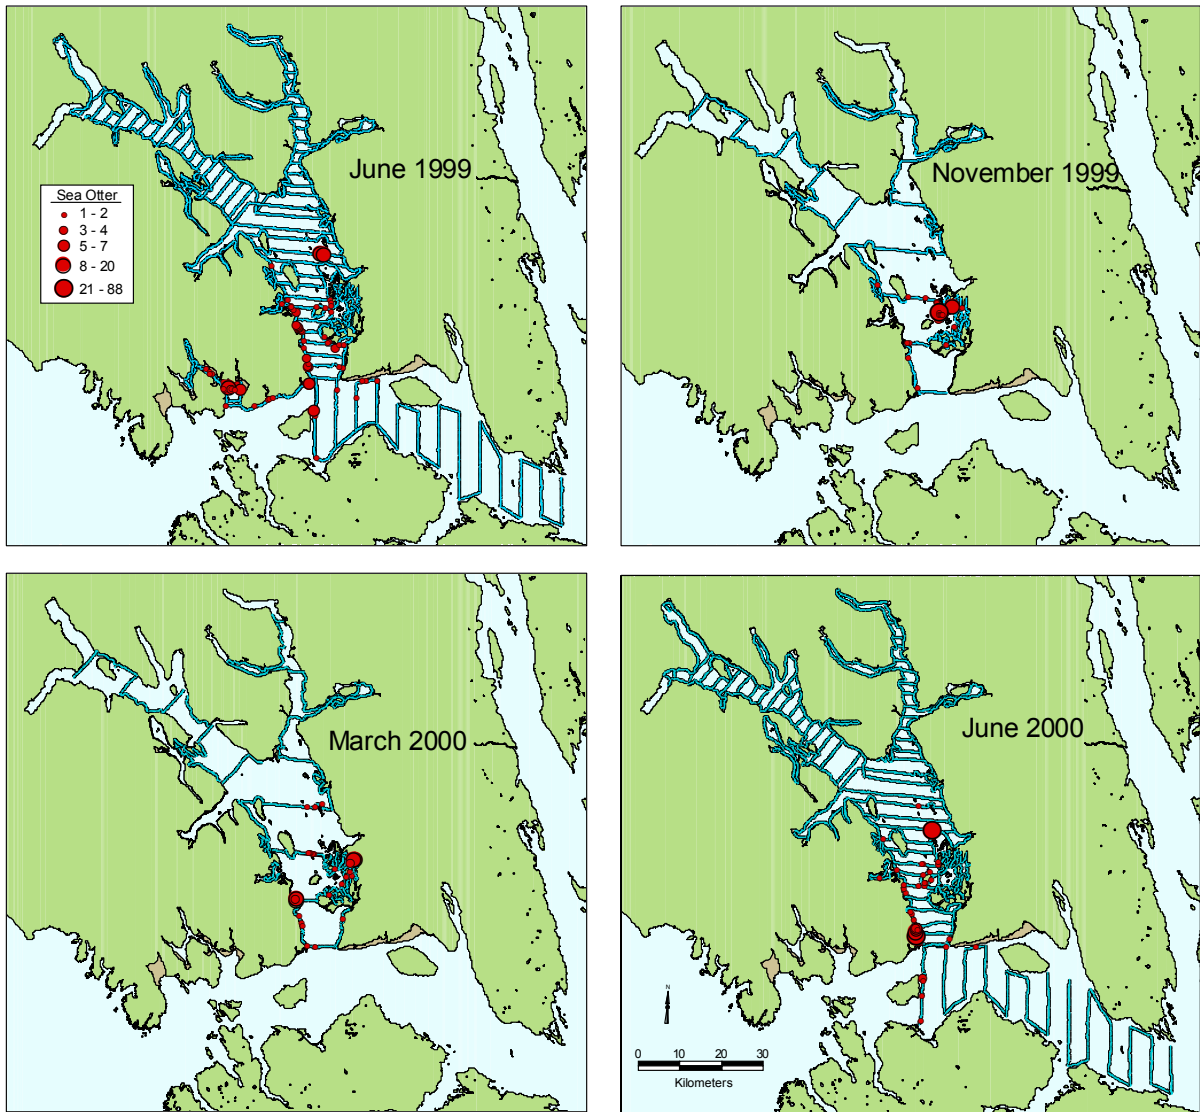 June 1999
Sea Otter
1 - 2
3 - 4
5 - 7
8 - 20
21 - 88
November 1999
March 2000
June 2000
N
0 10 20 30
Kilometers